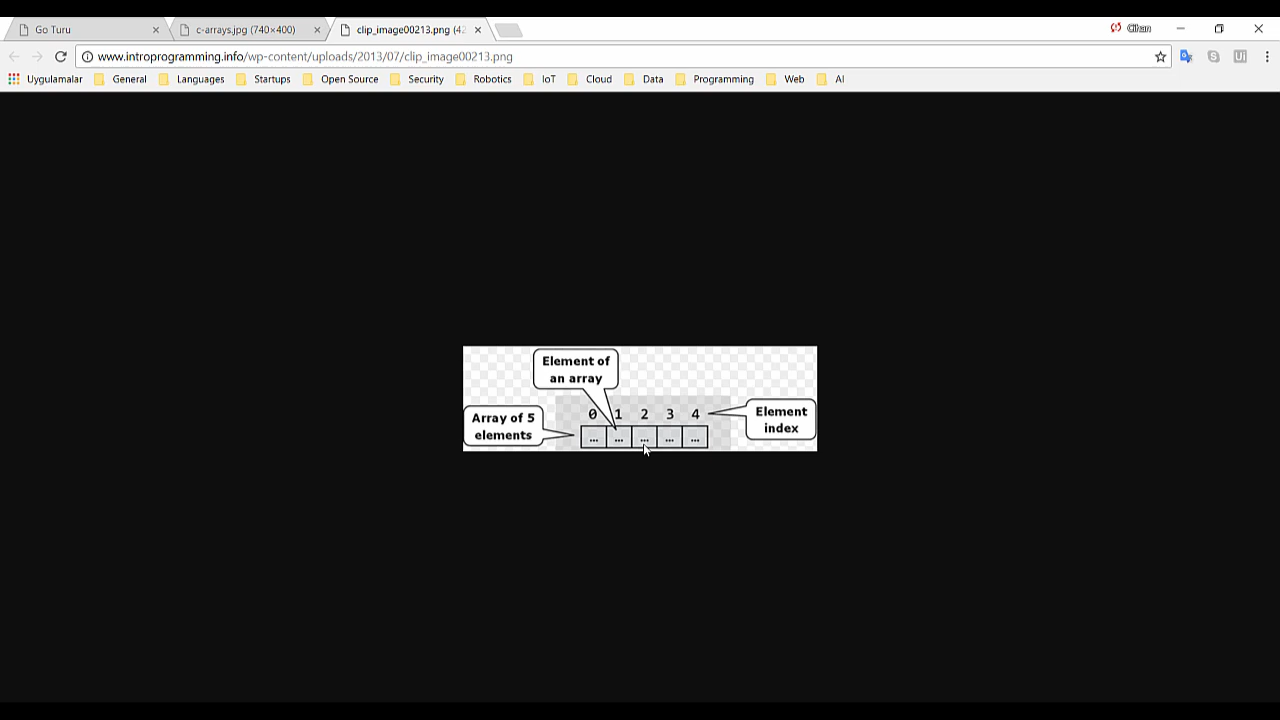 Go Turu
c-arrays.jpg (740×400)
clip_image00213.png (42
www.introprogramming.info/wp-content/uploads/2013/07/clip_image00213.png
Uygulamalar General Languages Startups Open Source Security Robotics IoT Cloud Data Programming Web AI
Element of
an array
Array of 5
elements
0 1 2 3 4
... ... ... ... ...
Element
index